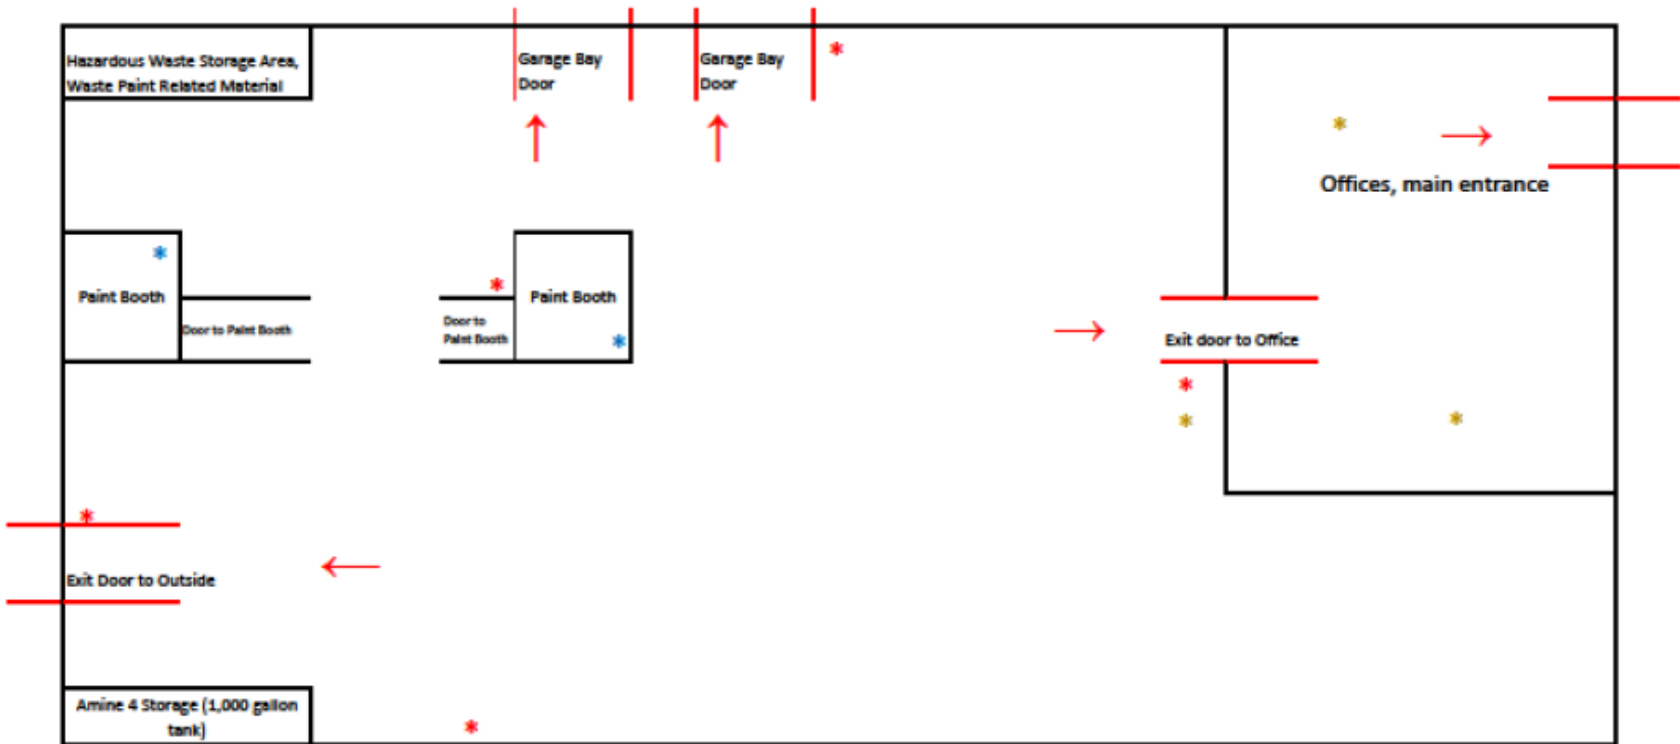 Hazardous Waste Storage Area,
Waste Paint Related Material
Garage Bay
Door
Garage Bay
Door
*
*
Offices, main entrance
*
Paint Booth
Door to Paint Booth
*
Door to
Paint Booth
Paint Booth
*
Exit door to Office
*
*
*
*
Exit Door to Outside
Amine 4 Storage (1,000 gallon
tank)
*